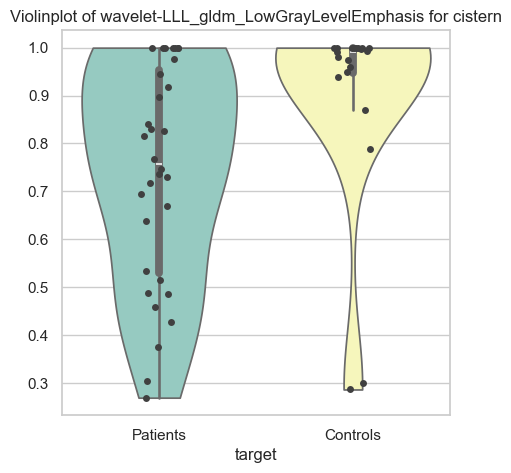 Violinplot of wavelet-LLL_gldm_LowGrayLevelEmphasis for cistern
1.0
0.9
0.8
0.7
0.6
0.5
0.4
0.3
Patients Controls
target